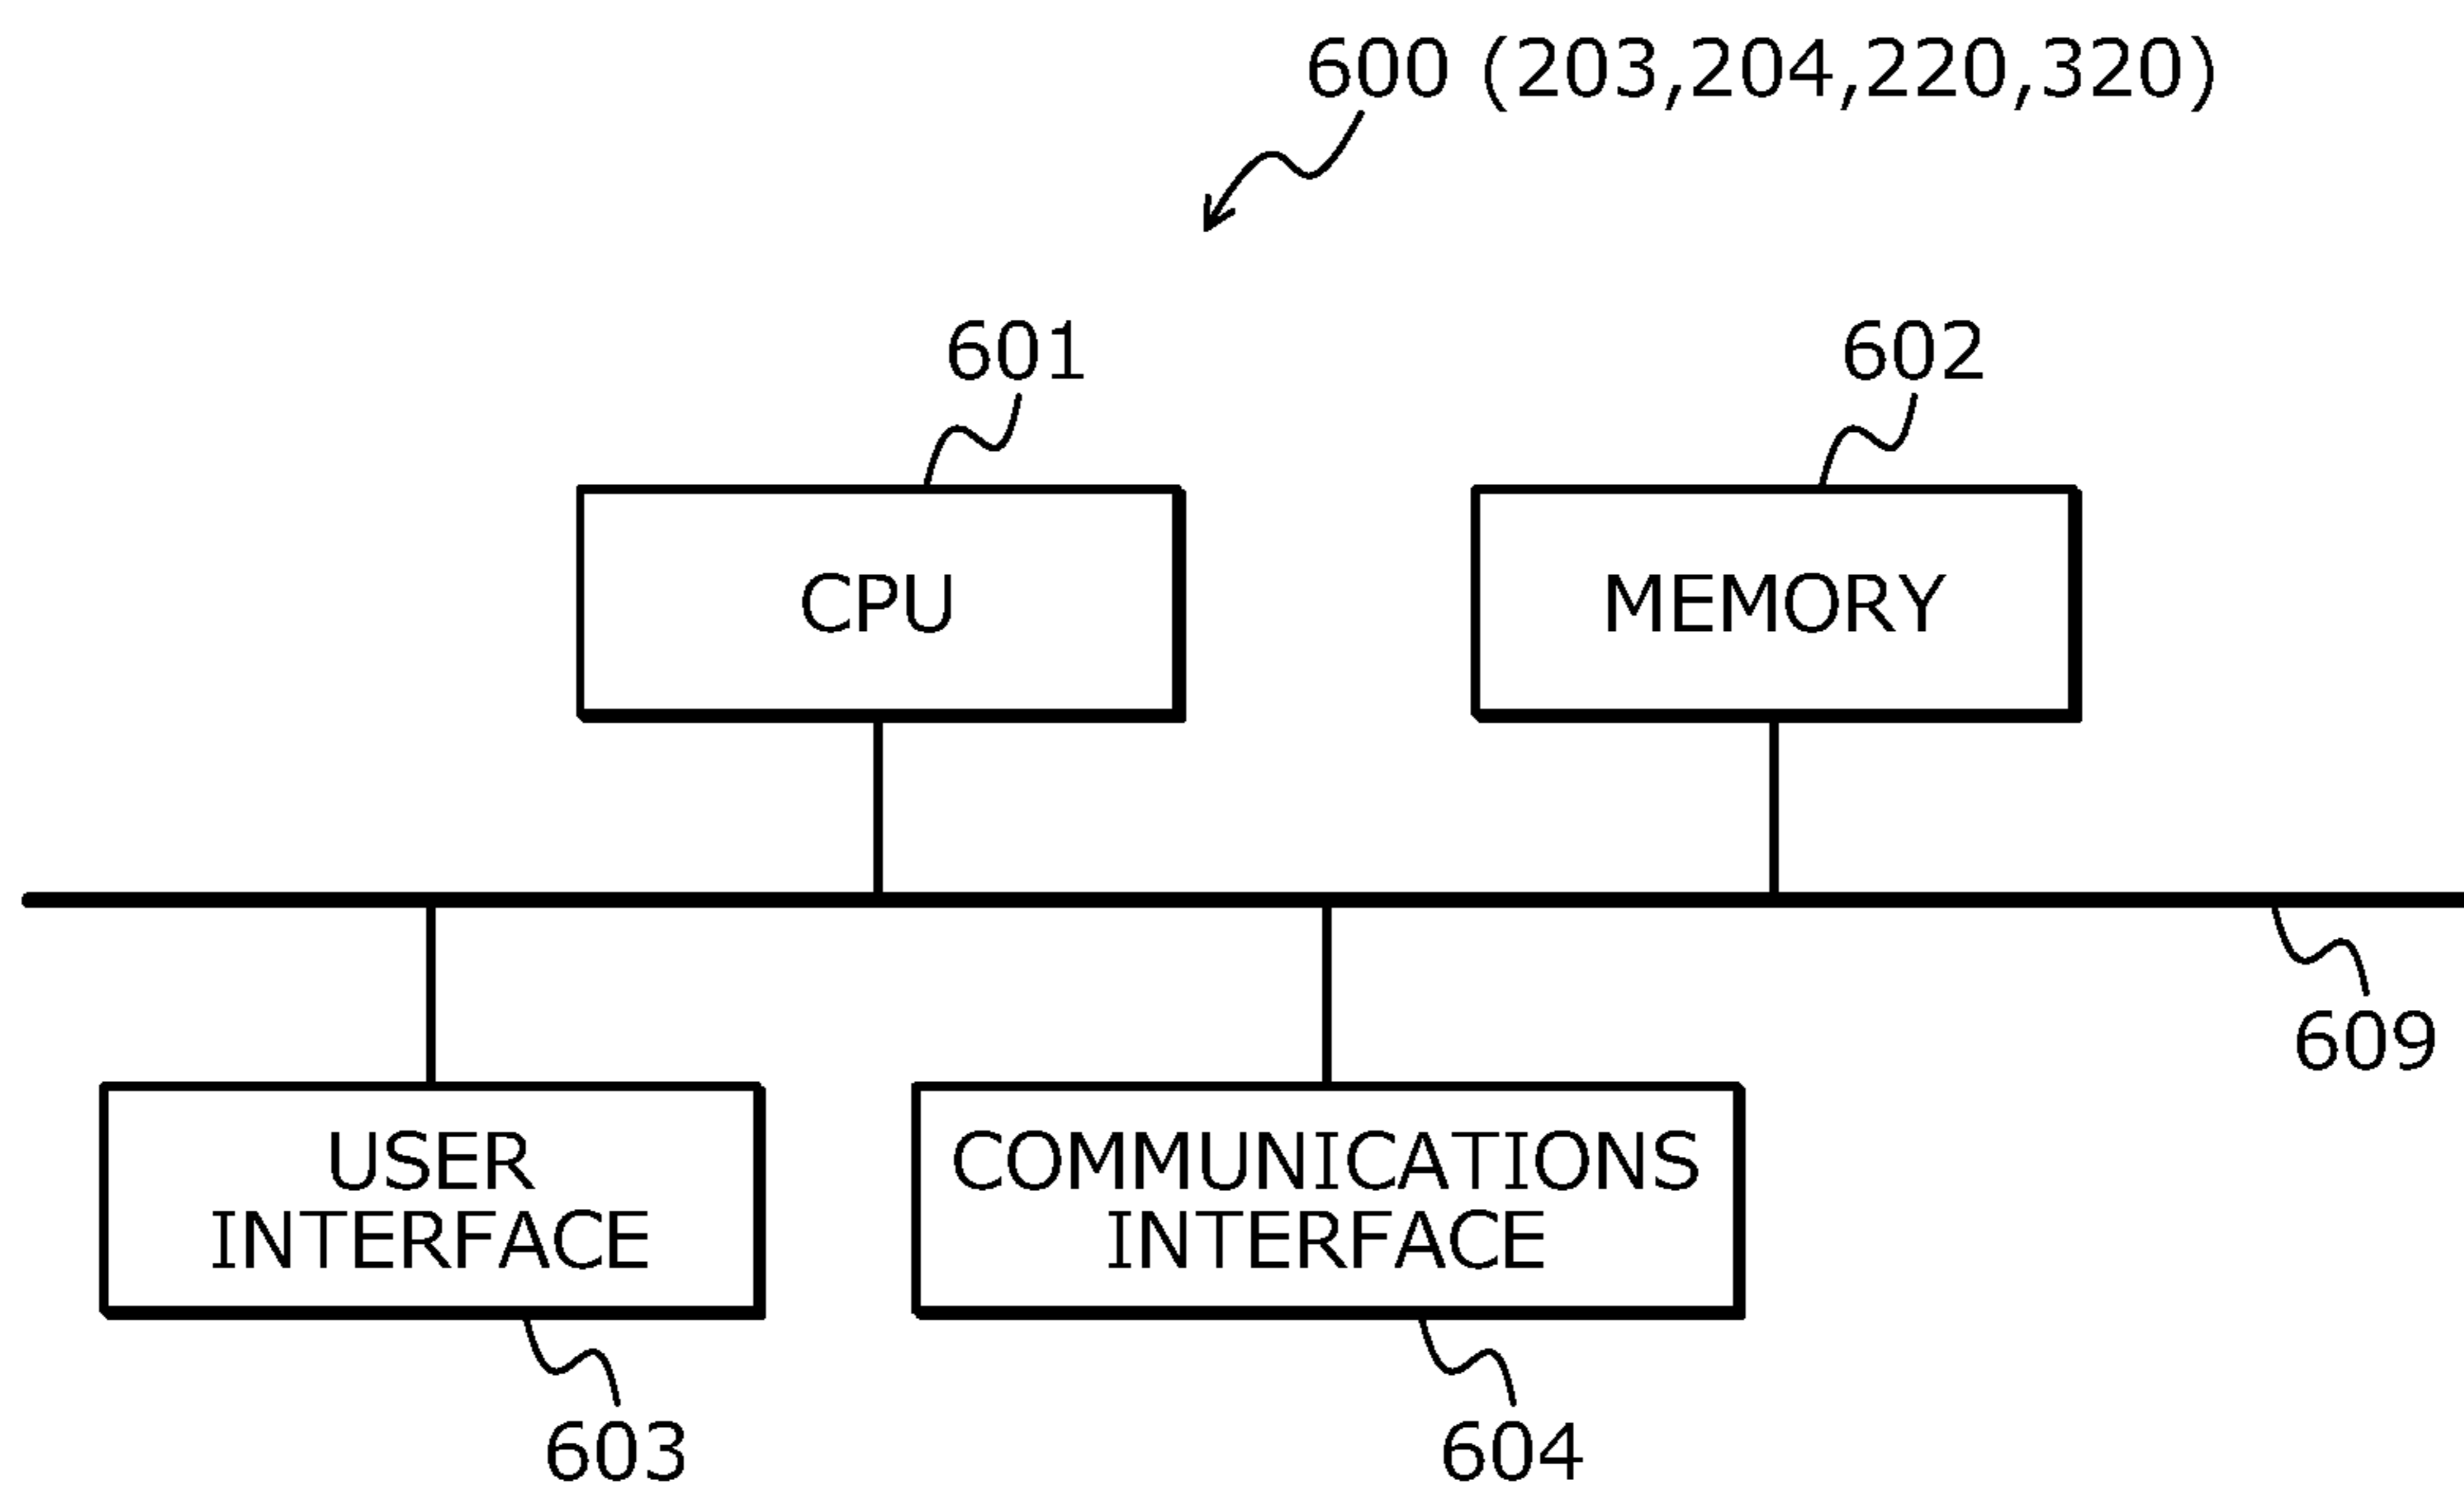 600 (203,204,220,320)
601
602
CPU
MEMORY
609
USER
INTERFACE
COMMUNICATIONS
INTERFACE
603
604